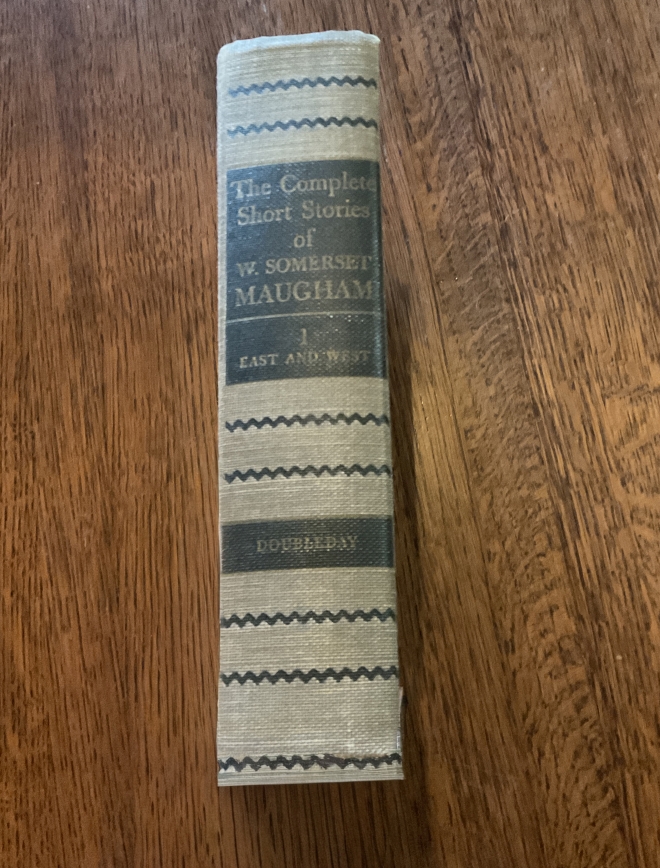 The Complete
Short Stories
of
W. SOMERSET
MAUGHAM
1
EAST AND WEST
DOUBLEDAY